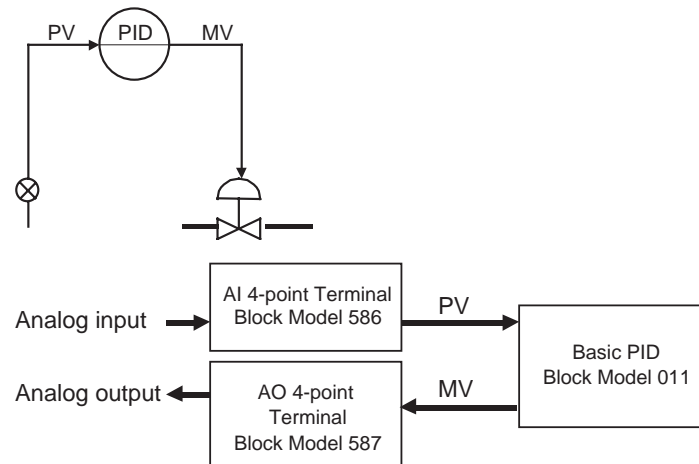 PV
PID
MV
AI 4-point Terminal
Block Model 586
PV
Analog input
Basic PID
Block Model 011
Analog output
MV
AO 4-point
Terminal
Block Model 587